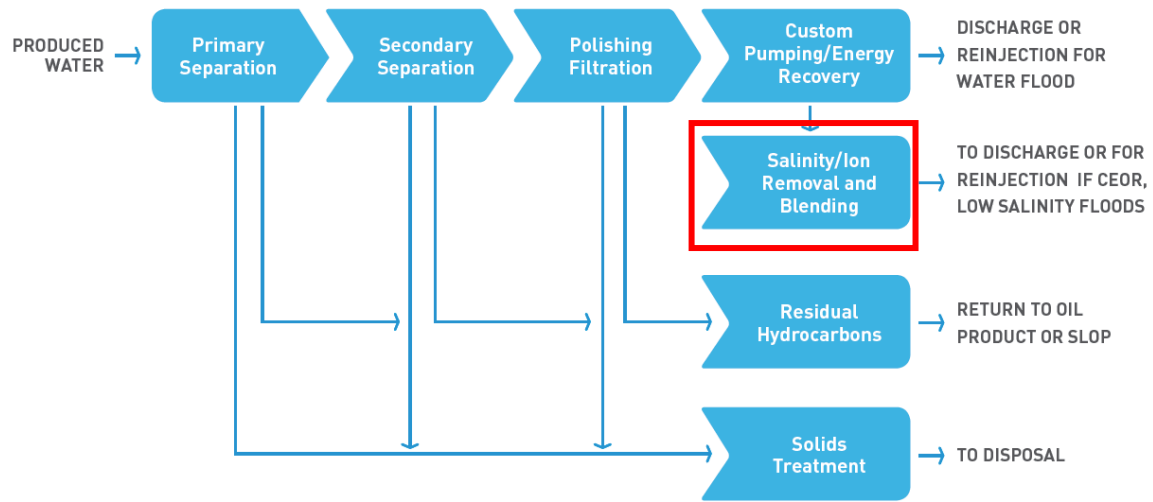 PRODUCED
WATER
Primary
Separation
Secondary
Separation
Polishing
Filtration
Custom
Pumping/Energy
Recovery
DISCHARGE OR
REINJECTION FOR
WATER FLOOD
Salinity/Ion
Removal and
Blending
TO DISCHARGE OR FOR
REINJECTION IF CEOR,
LOW SALINITY FLOODS
Residual
Hydrocarbons
RETURN TO OIL
PRODUCT OR SLOP
Solids
Treatment
TO DISPOSAL